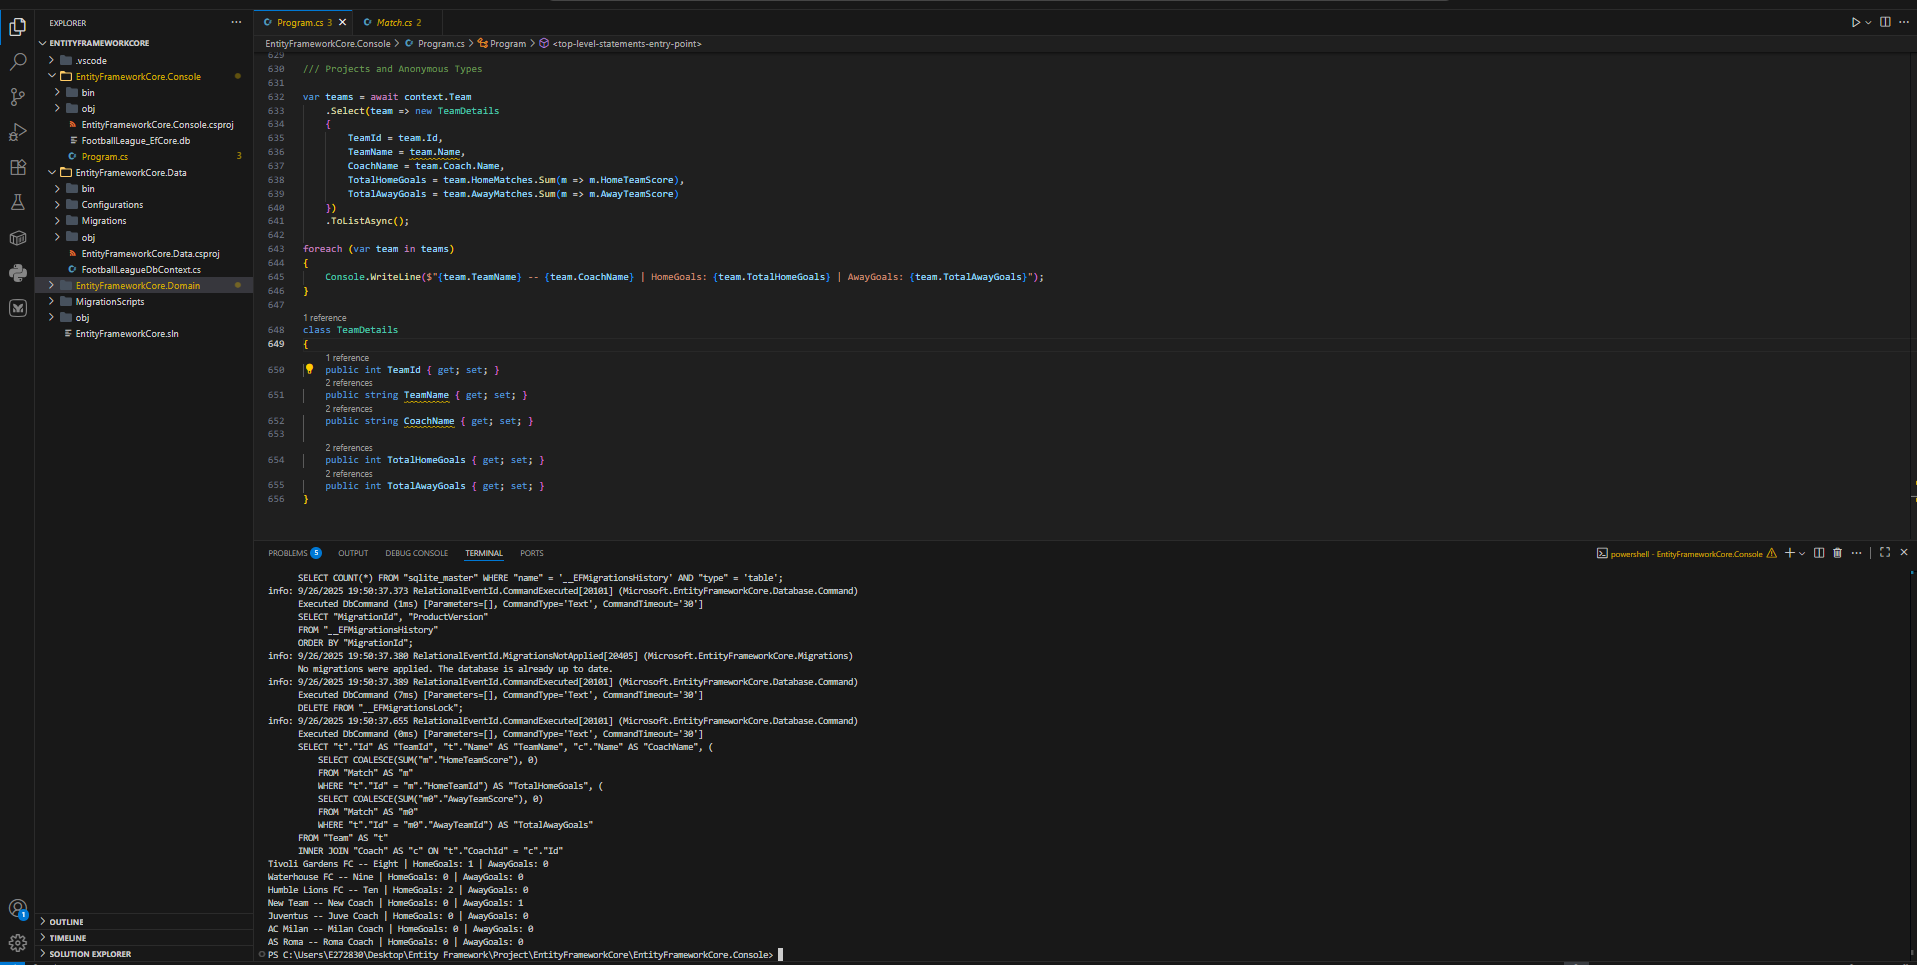 EXPLORER
ENTITYFRAMEWORKCORE
.vscode
EntityFrameworkCore.Console
bin
obj
EntityFrameworkCore.Console.csproj
FootballLeague_EfCore.db
Program.cs 3
EntityFrameworkCore.Data
bin
Configurations
Migrations
obj
EntityFrameworkCore.Data.csproj
FootballLeagueDbContext.cs
EntityFrameworkCore.Domain
MigrationScripts
obj
EntityFrameworkCore.sln
OUTLINE
TIMELINE
SOLUTION EXPLORER
1
Program.cs 3
Match.cs 2
EntityFrameworkCore.Console > Program.cs > Program > <top-level-statements-entry-point>
629
630 /// Projects and Anonymous Types
631
632 var teams = await context.Team
633 .Select(team => new TeamDetails
634 {
635 TeamId = team.Id,
636 TeamName = team.Name,
637 CoachName = team.Coach.Name,
638 TotalHomeGoals = team.HomeMatches.Sum(m => m.HomeTeamScore),
639 TotalAwayGoals = team.AwayMatches.Sum(m => m.AwayTeamScore)
640 })
641 .ToListAsync();
642
643 foreach (var team in teams)
644 {
645 Console.WriteLine($"{team.TeamName} -- {team.CoachName} | HomeGoals: {team.TotalHomeGoals} | AwayGoals: {team.TotalAwayGoals}");
646 }
647
1 reference
648 class TeamDetails
649 {
1 reference
650 public int TeamId { get; set; }
2 references
651 public string TeamName { get; set; }
2 references
652 public string CoachName { get; set; }
653
2 references
654 public int TotalHomeGoals { get; set; }
2 references
655 public int TotalAwayGoals { get; set; }
656 }
PROBLEMS 5 OUTPUT DEBUG CONSOLE TERMINAL PORTS
powershell - EntityFrameworkCore.Console
SELECT COUNT(*) FROM "sqlite_master" WHERE "name" = '__EFMigrationsHistory' AND "type" = 'table';
info: 9/26/2025 19:50:37.373 RelationalEventId.CommandExecuted[20101] (Microsoft.EntityFrameworkCore.Database.Command)
Executed DbCommand (1ms) [Parameters=[], CommandType='Text', CommandTimeout='30']
SELECT "MigrationId", "ProductVersion"
FROM "__EFMigrationsHistory"
ORDER BY "MigrationId";
info: 9/26/2025 19:50:37.380 RelationalEventId.MigrationsNotApplied[20405] (Microsoft.EntityFrameworkCore.Migrations)
No migrations were applied. The database is already up to date.
info: 9/26/2025 19:50:37.389 RelationalEventId.CommandExecuted[20101] (Microsoft.EntityFrameworkCore.Database.Command)
Executed DbCommand (7ms) [Parameters=[], CommandType='Text', CommandTimeout='30']
DELETE FROM "__EFMigrationsLock";
info: 9/26/2025 19:50:37.655 RelationalEventId.CommandExecuted[20101] (Microsoft.EntityFrameworkCore.Database.Command)
Executed DbCommand (0ms) [Parameters=[], CommandType='Text', CommandTimeout='30']
SELECT "t"."Id" AS "TeamId", "t"."Name" AS "TeamName", "c"."Name" AS "CoachName", (
SELECT COALESCE(SUM("m"."HomeTeamScore"), 0)
FROM "Match" AS "m"
WHERE "t"."Id" = "m"."HomeTeamId") AS "TotalHomeGoals", (
SELECT COALESCE(SUM("m0"."AwayTeamScore"), 0)
FROM "Match" AS "m0"
WHERE "t"."Id" = "m0"."AwayTeamId") AS "TotalAwayGoals"
FROM "Team" AS "t"
INNER JOIN "Coach" AS "c" ON "t"."CoachId" = "c"."Id"
Tivoli Gardens FC -- Eight | HomeGoals: 1 | AwayGoals: 0
Waterhouse FC -- Nine | HomeGoals: 0 | AwayGoals: 0
Humble Lions FC -- Ten | HomeGoals: 2 | AwayGoals: 0
New Team -- New Coach | HomeGoals: 0 | AwayGoals: 1
Juventus -- Juve Coach | HomeGoals: 0 | AwayGoals: 0
AC Milan -- Milan Coach | HomeGoals: 0 | AwayGoals: 0
AS Roma -- Roma Coach | HomeGoals: 0 | AwayGoals: 0
PS C:\Users\E272830\Desktop\Entity Framework\Project\EntityFrameworkCore\EntityFrameworkCore.Console>